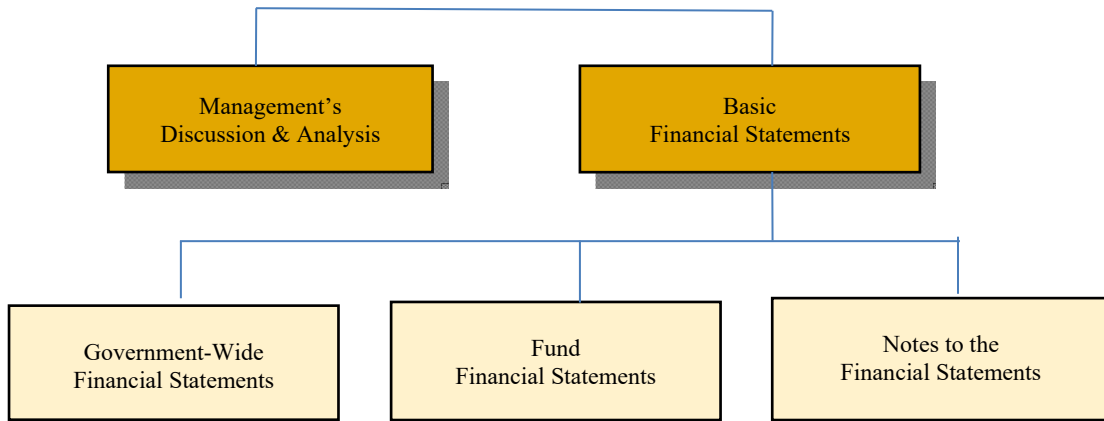 Management’s
Discussion & Analysis
Basic
Financial Statements
Government-Wide
Financial Statements
Fund
Financial Statements
Notes to the
Financial Statements